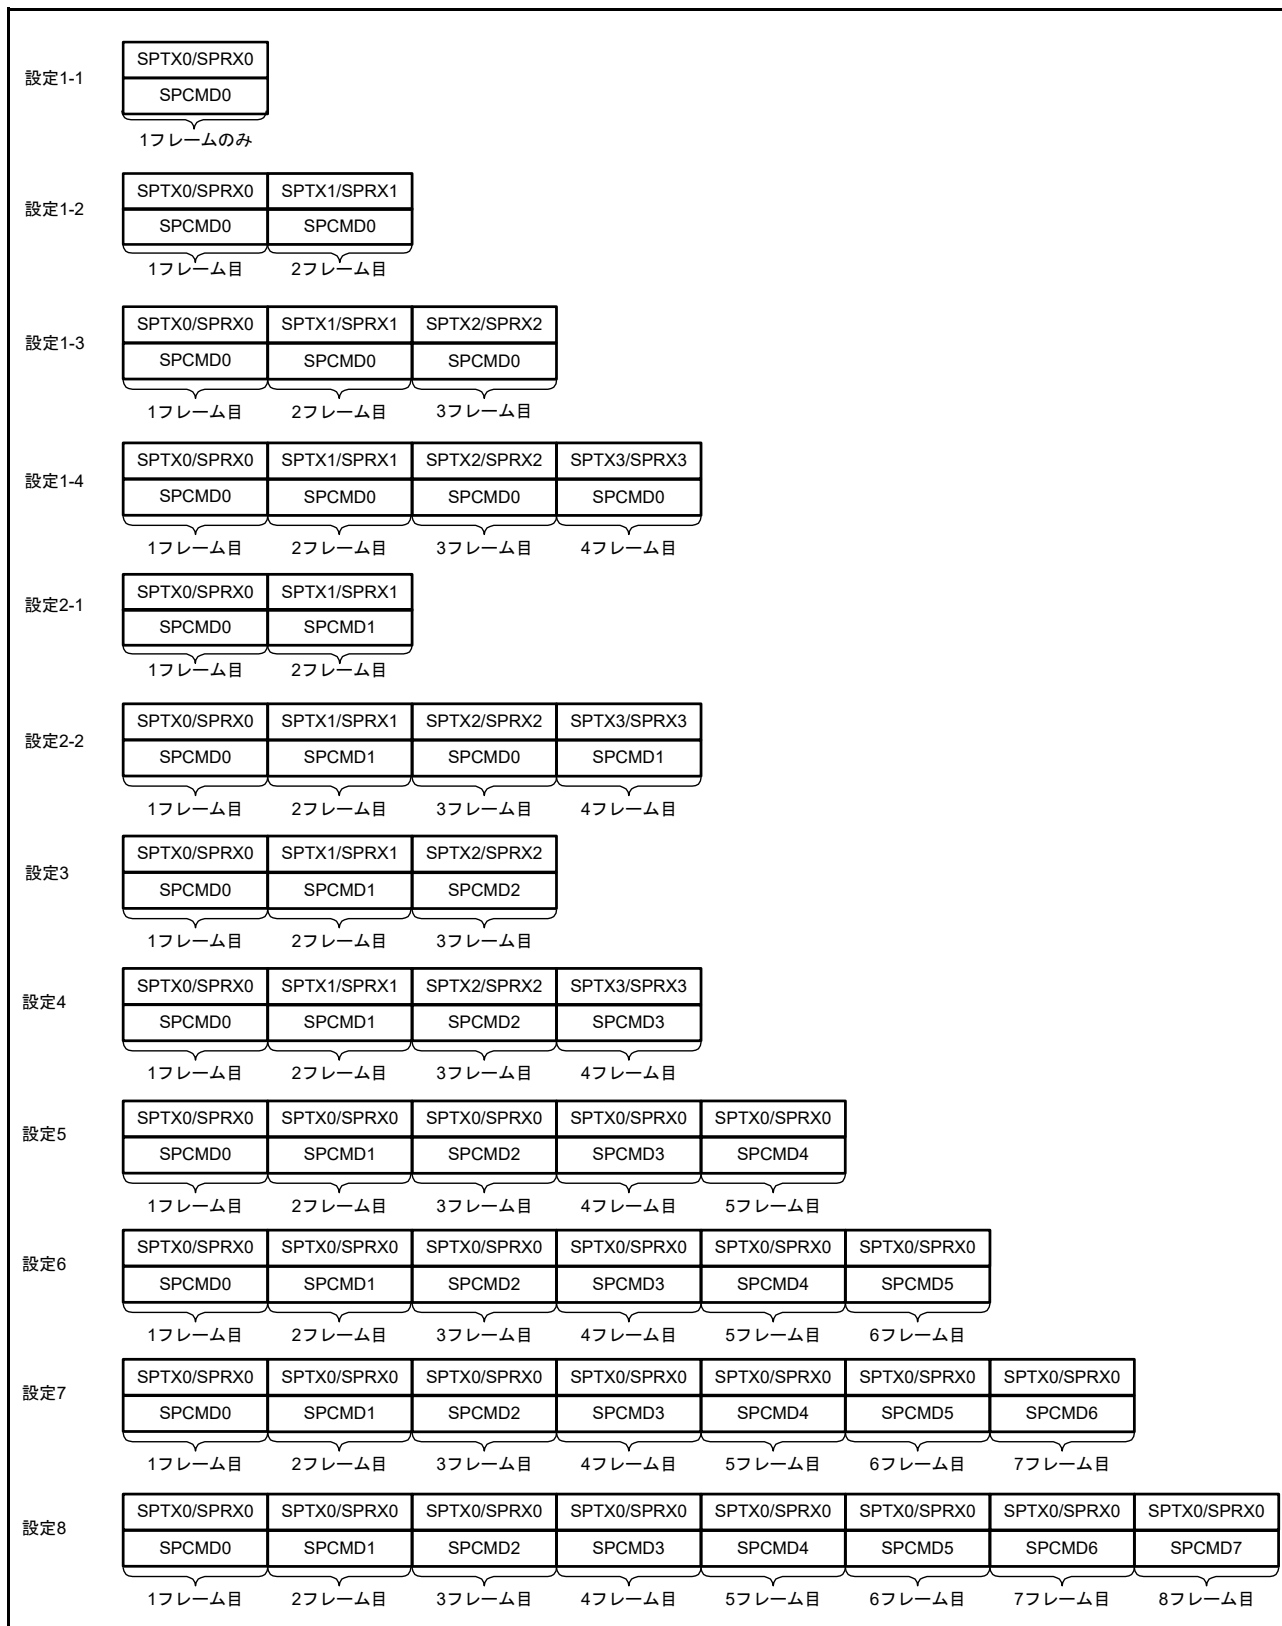 設定1-1
SPTX0/SPRX0
SPCMD0
1フレームのみ
設定1-2
SPTX0/SPRX0 SPTX1/SPRX1
SPCMD0 SPCMD0
1フレーム目 2フレーム目
設定1-3
SPTX0/SPRX0 SPTX1/SPRX1 SPTX2/SPRX2
SPCMD0 SPCMD0 SPCMD0
1フレーム目 2フレーム目 3フレーム目
設定1-4
SPTX0/SPRX0 SPTX1/SPRX1 SPTX2/SPRX2 SPTX3/SPRX3
SPCMD0 SPCMD0 SPCMD0 SPCMD0
1フレーム目 2フレーム目 3フレーム目 4フレーム目
設定2-1
SPTX0/SPRX0 SPTX1/SPRX1
SPCMD0 SPCMD1
1フレーム目 2フレーム目
設定2-2
SPTX0/SPRX0 SPTX1/SPRX1 SPTX2/SPRX2 SPTX3/SPRX3
SPCMD0 SPCMD1 SPCMD0 SPCMD1
1フレーム目 2フレーム目 3フレーム目 4フレーム目
設定3
SPTX0/SPRX0 SPTX1/SPRX1 SPTX2/SPRX2
SPCMD0 SPCMD1 SPCMD2
1フレーム目 2フレーム目 3フレーム目
設定4
SPTX0/SPRX0 SPTX1/SPRX1 SPTX2/SPRX2 SPTX3/SPRX3
SPCMD0 SPCMD1 SPCMD2 SPCMD3
1フレーム目 2フレーム目 3フレーム目 4フレーム目
設定5
SPTX0/SPRX0 SPTX0/SPRX0 SPTX0/SPRX0 SPTX0/SPRX0 SPTX0/SPRX0
SPCMD0 SPCMD1 SPCMD2 SPCMD3 SPCMD4
1フレーム目 2フレーム目 3フレーム目 4フレーム目 5フレーム目
設定6
SPTX0/SPRX0 SPTX0/SPRX0 SPTX0/SPRX0 SPTX0/SPRX0 SPTX0/SPRX0 SPTX0/SPRX0
SPCMD0 SPCMD1 SPCMD2 SPCMD3 SPCMD4 SPCMD5
1フレーム目 2フレーム目 3フレーム目 4フレーム目 5フレーム目 6フレーム目
設定7
SPTX0/SPRX0 SPTX0/SPRX0 SPTX0/SPRX0 SPTX0/SPRX0 SPTX0/SPRX0 SPTX0/SPRX0 SPTX0/SPRX0
SPCMD0 SPCMD1 SPCMD2 SPCMD3 SPCMD4 SPCMD5 SPCMD6
1フレーム目 2フレーム目 3フレーム目 4フレーム目 5フレーム目 6フレーム目 7フレーム目
設定8
SPTX0/SPRX0 SPTX0/SPRX0 SPTX0/SPRX0 SPTX0/SPRX0 SPTX0/SPRX0 SPTX0/SPRX0 SPTX0/SPRX0 SPTX0/SPRX0
SPCMD0 SPCMD1 SPCMD2 SPCMD3 SPCMD4 SPCMD5 SPCMD6 SPCMD7
1フレーム目 2フレーム目 3フレーム目 4フレーム目 5フレーム目 6フレーム目 7フレーム目 8フレーム目